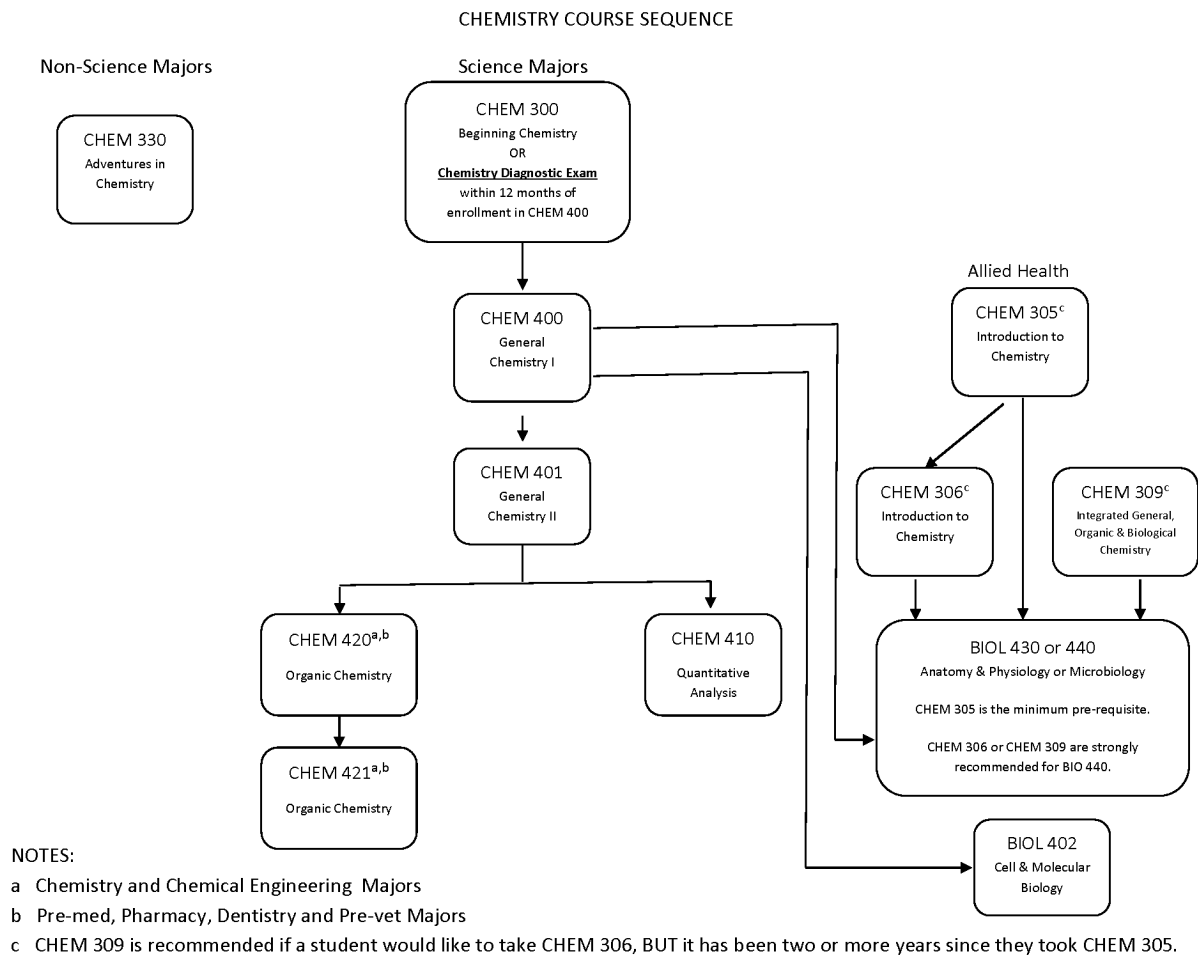 CHEMISTRY COURSE SEQUENCE
Non-Science Majors
Science Majors
CHEM 330
Adventures in
Chemistry
CHEM 300
Beginning Chemistry
OR
Chemistry Diagnostic Exam
within 12 months of
enrollment in CHEM 400
CHEM 400
General
Chemistry I
Allied Health
CHEM 305c
Introduction to
Chemistry
CHEM 401
General
Chemistry II
CHEM 306c
Introduction to
Chemistry
CHEM 309c
Integrated General,
Organic & Biological
Chemistry
CHEM 420a,b
Organic Chemistry
CHEM 410
Quantitative
Analysis
BIOL 430 or 440
Anatomy & Physiology or Microbiology
CHEM 305 is the minimum pre-requisite.
CHEM 306 or CHEM 309 are strongly
recommended for BIO 440.
CHEM 421a,b
Organic Chemistry
BIOL 402
Cell & Molecular
Biology
NOTES:
a Chemistry and Chemical Engineering Majors
b Pre-med, Pharmacy, Dentistry and Pre-vet Majors
c CHEM 309 is recommended if a student would like to take CHEM 306, BUT it has been two or more years since they took CHEM 305.